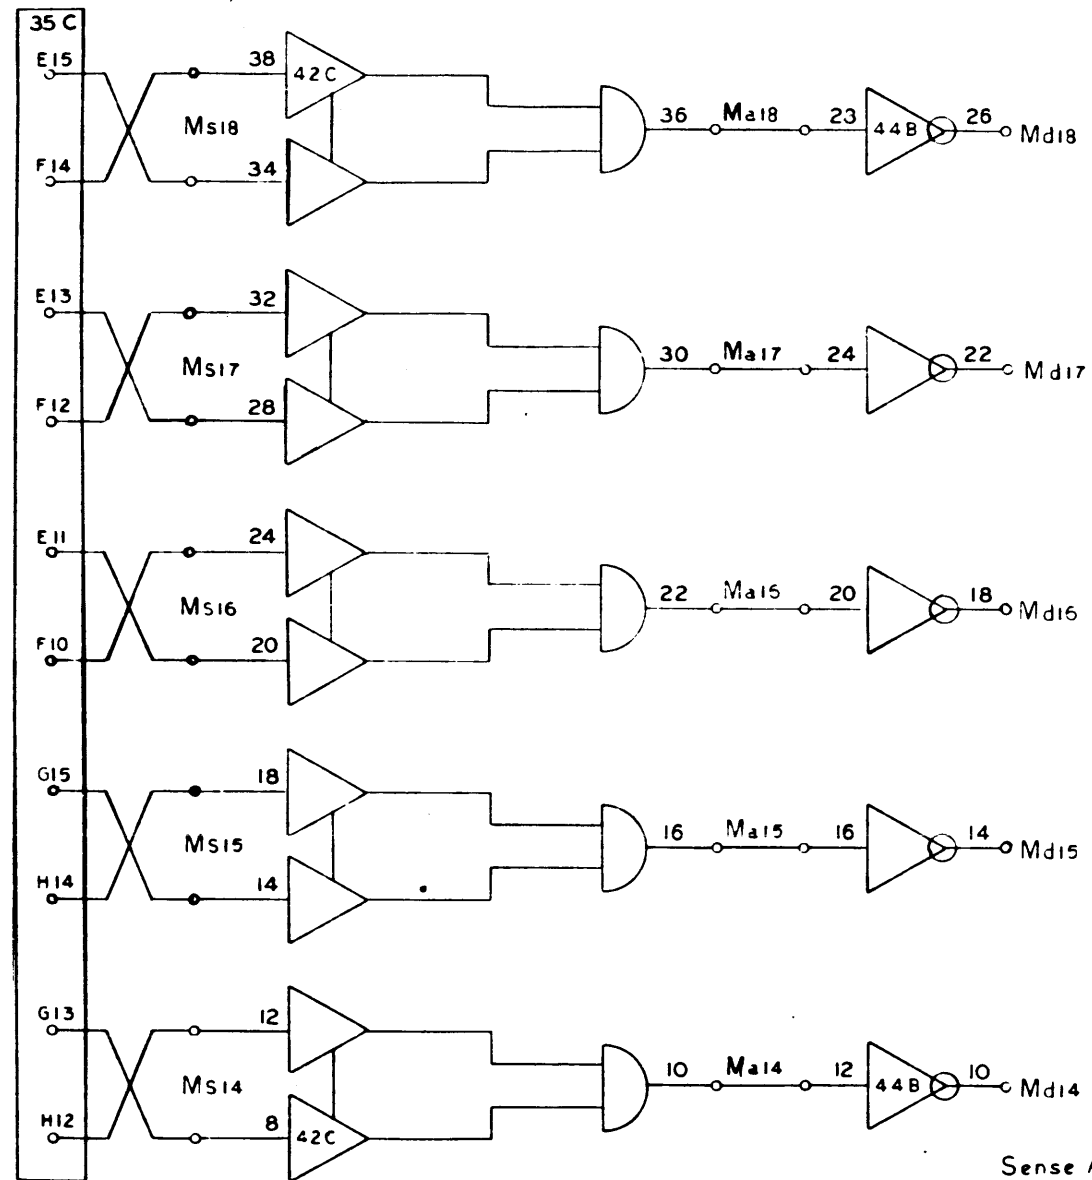 35 C
E15 38 42C
Ms18 36 Ma18 23 44B 26 Md18
F14 34
E13 32
Ms17 30 Ma17 24 22 Md17
F12 28
E11 24
Ms16 22 Ma16 20 18 Md16
F10 20
G15 18
Ms15 16 Ma15 16 14 Md15
H14 14
G13 12
Ms14 10 Ma14 12 44B 10 Md14
H12 8 42C
Sense